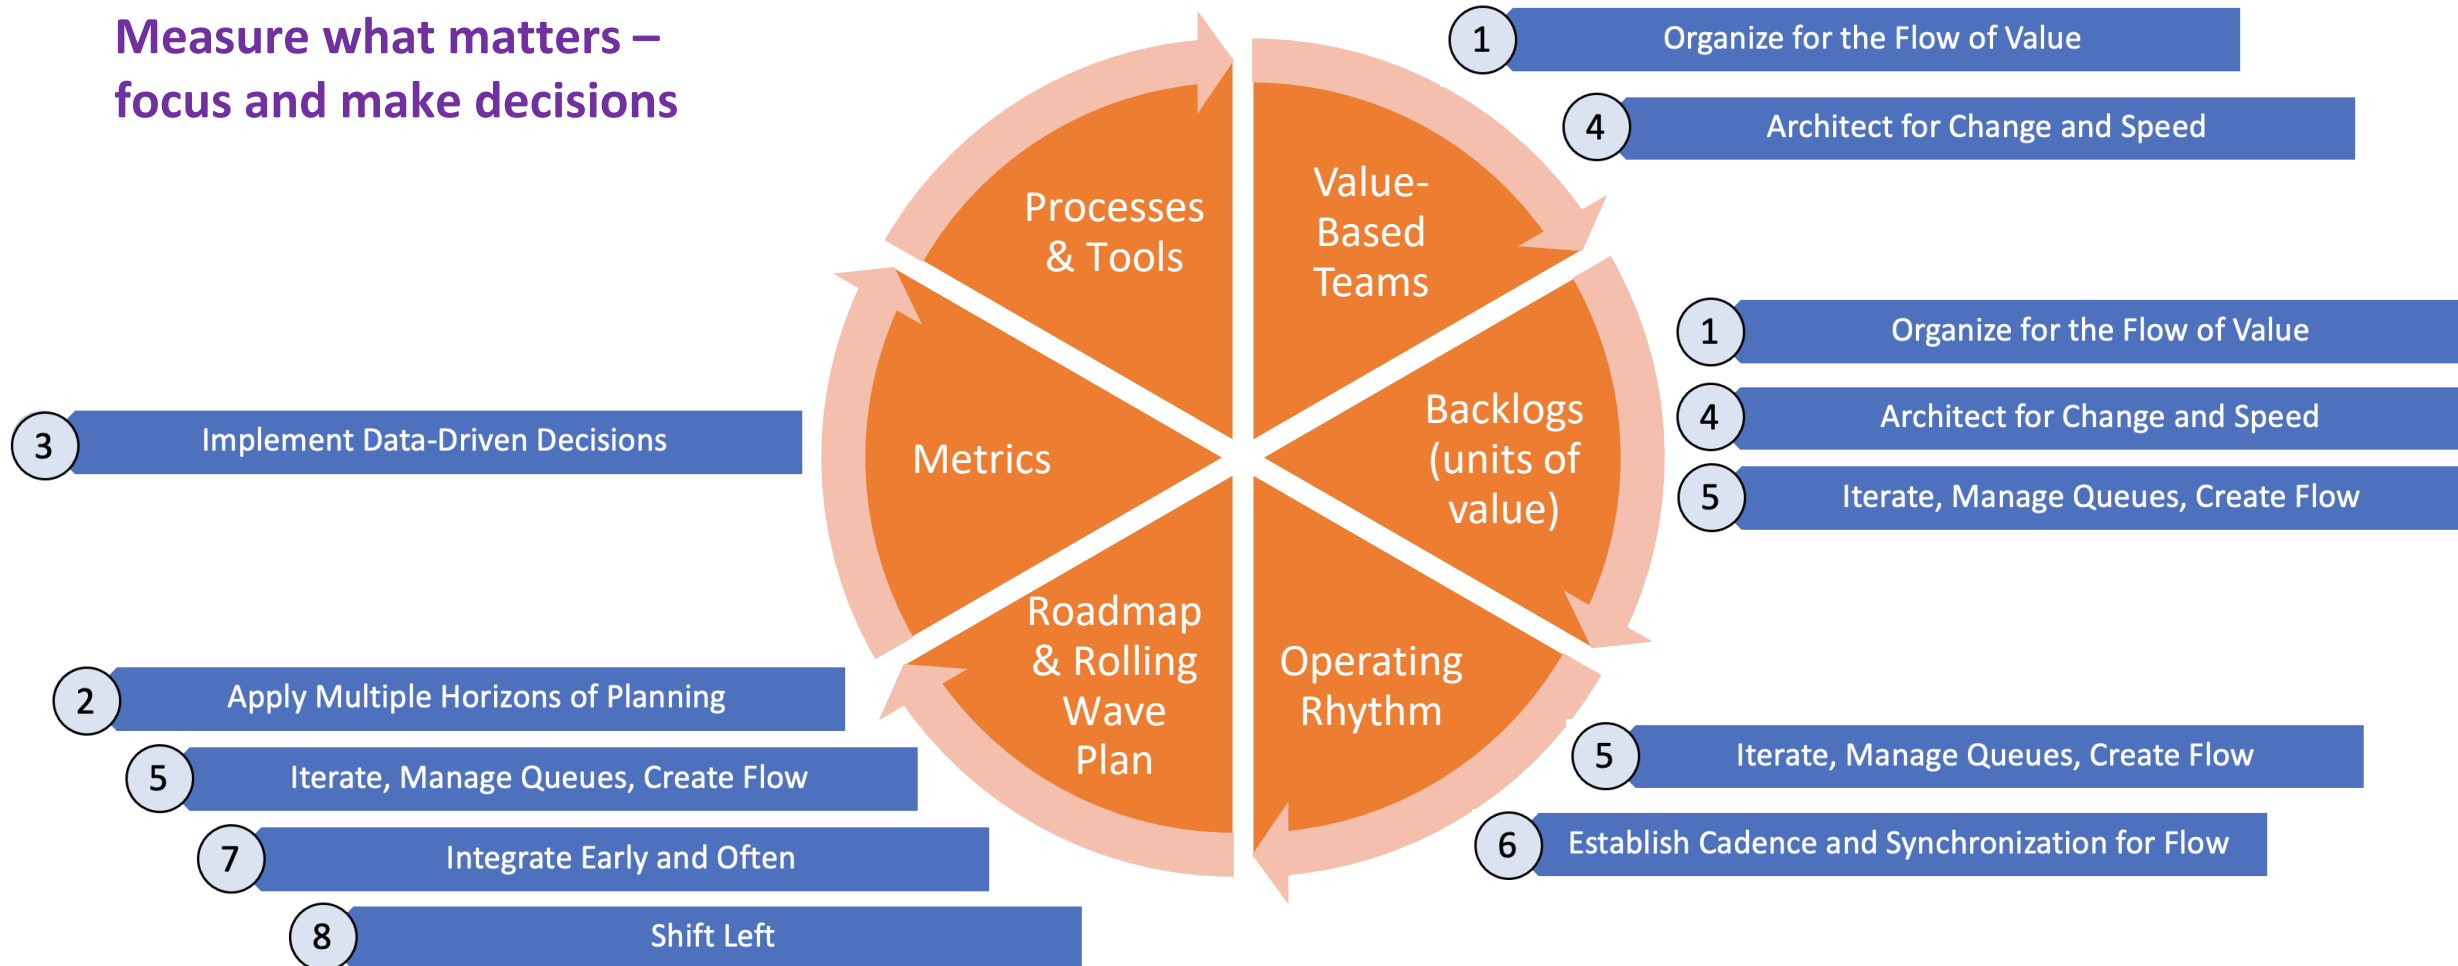 Measure what matters –
focus and make decisions
1
Organize for the Flow of Value
4
Architect for Change and Speed
Processes
& Tools
Value-
Based
Teams
1
Organize for the Flow of Value
4
Architect for Change and Speed
5
Iterate, Manage Queues, Create Flow
Backlogs
(units of
value)
3
Implement Data-Driven Decisions
Metrics
Roadmap
& Rolling
Wave
Plan
Operating
Rhythm
2
Apply Multiple Horizons of Planning
5
Iterate, Manage Queues, Create Flow
7
Integrate Early and Often
8
Shift Left
5
Iterate, Manage Queues, Create Flow
6
Establish Cadence and Synchronization for Flow